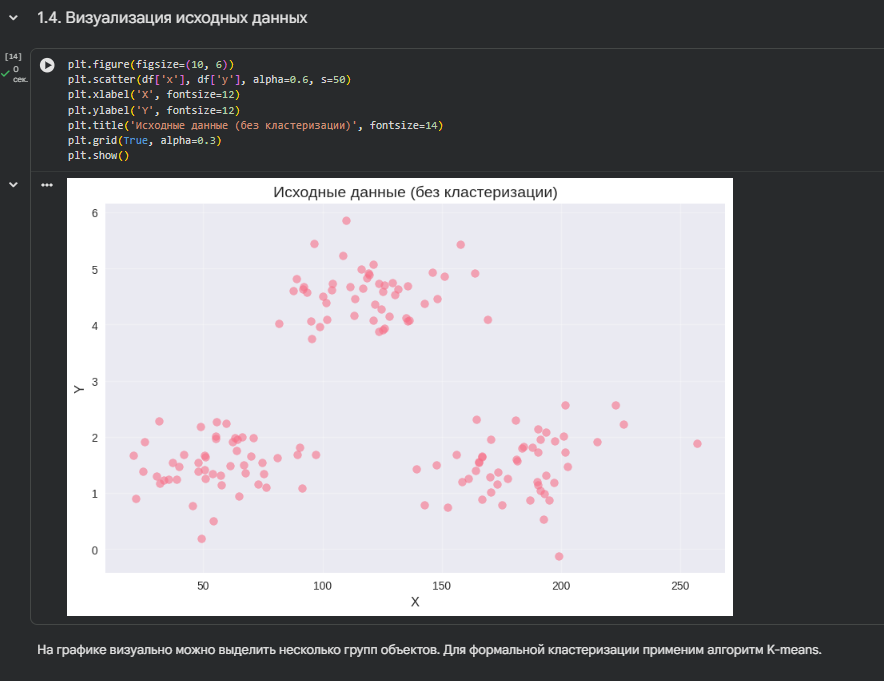 1.4. Визуализация исходных данных
[14]
0
сек.
plt.figure(figsize=(10, 6))
plt.scatter(df['x'], df['y'], alpha=0.6, s=50)
plt.xlabel('X', fontsize=12)
plt.ylabel('Y', fontsize=12)
plt.title('Исходные данные (без кластеризации)', fontsize=14)
plt.grid(True, alpha=0.3)
plt.show()
Исходные данные (без кластеризации)
6
5
4
3
2
1
0
Y
50 100 150 200 250
X
На графике визуально можно выделить несколько групп объектов. Для формальной кластеризации применим алгоритм K-means.